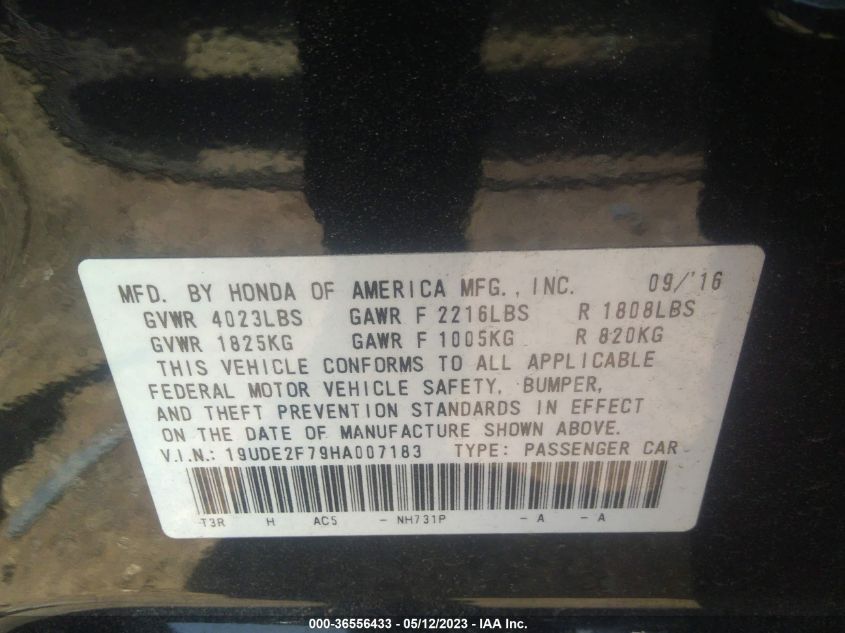 MFD. BY HONDA OF AMERICA MFG., INC. 09/'16
GVWR 4023LBS GAWR F 2216LBS R 1808LBS
GVWR 1825KG GAWR F 1005KG R 820KG
THIS VEHICLE CONFORMS TO ALL APPLICABLE
FEDERAL MOTOR VEHICLE SAFETY, BUMPER,
AND THEFT PREVENTION STANDARDS IN EFFECT
ON THE DATE OF MANUFACTURE SHOWN ABOVE.
V.I.N.: 19UDE2F79HA007183 TYPE: PASSENGER CAR
T3R H AC5 - NH731P - A - A
000-36556433 - 05/12/2023 - IAA Inc.